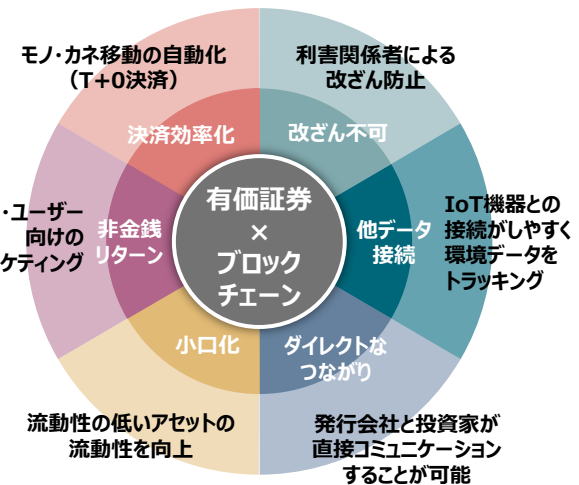 モノ・カネ移動の自動化
（T+0決済）
利害関係者による
改ざん防止
決済効率化
改ざん不可
・ユーザー
向けの
ケティング
非金銭
リターン
有価証券
×
ブロック
チェーン
他データ
接続
IoT機器との
接続がしやすく
環境データを
トラッキング
小口化
ダイレクトな
つながり
流動性の低いアセットの
流動性を向上
発行会社と投資家が
直接コミュニケーション
することが可能